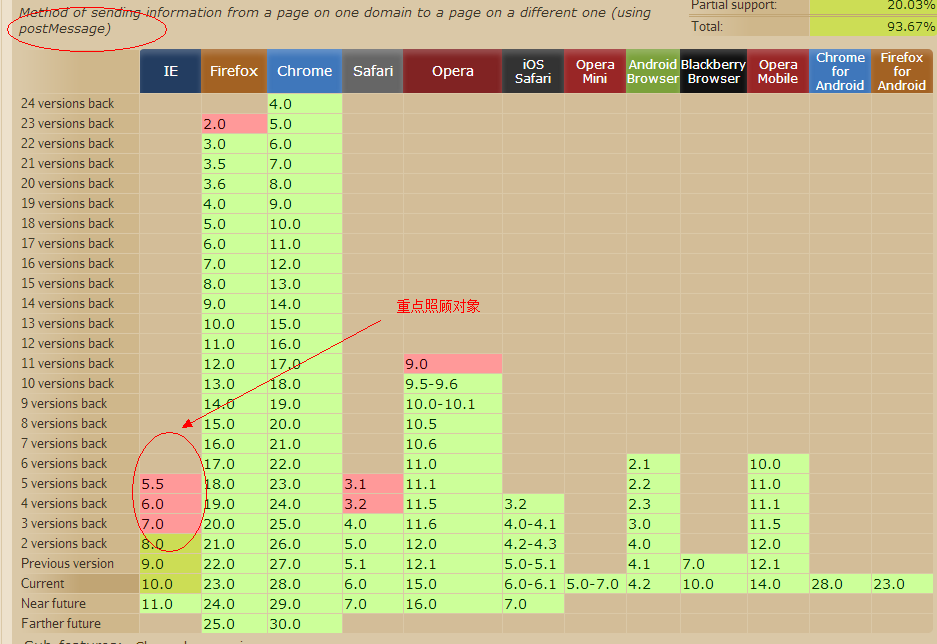 Method of sending information from a page on one domain to a page on a different one (using
postMessage)
Partial support: 20.03%
Total: 93.67%
IE Firefox Chrome Safari Opera iOS Safari Opera Mini Android Browser Blackberry Browser Opera Mobile Chrome for Android Firefox for Android
24 versions back 4.0
23 versions back 2.0 5.0
22 versions back 3.0 6.0
21 versions back 3.5 7.0
20 versions back 3.6 8.0
19 versions back 4.0 9.0
18 versions back 5.0 10.0
17 versions back 6.0 11.0
16 versions back 7.0 12.0
15 versions back 8.0 13.0
14 versions back 9.0 14.0
重点照顾对象
13 versions back 10.0 15.0
12 versions back 11.0 16.0
11 versions back 12.0 17.0 9.0
10 versions back 13.0 18.0 9.5-9.6
9 versions back 14.0 19.0 10.0-10.1
8 versions back 15.0 20.0 10.5
7 versions back 16.0 21.0 10.6
6 versions back 17.0 22.0 11.0 2.1 10.0
5 versions back 5.5 18.0 23.0 3.1 11.1 2.2 11.0
4 versions back 6.0 19.0 24.0 3.2 11.5 3.2 2.3 11.1
3 versions back 7.0 20.0 25.0 4.0 11.6 4.0-4.1 3.0 11.5
2 versions back 8.0 21.0 26.0 5.0 12.0 4.2-4.3 4.0 12.0
Previous version 9.0 22.0 27.0 5.1 12.1 5.0-5.1 4.1 7.0 12.1
Current 10.0 23.0 28.0 6.0 15.0 6.0-6.1 5.0-7.0 4.2 10.0 14.0 28.0 23.0
Near future 11.0 24.0 29.0 7.0 16.0 7.0
Farther future 25.0 30.0